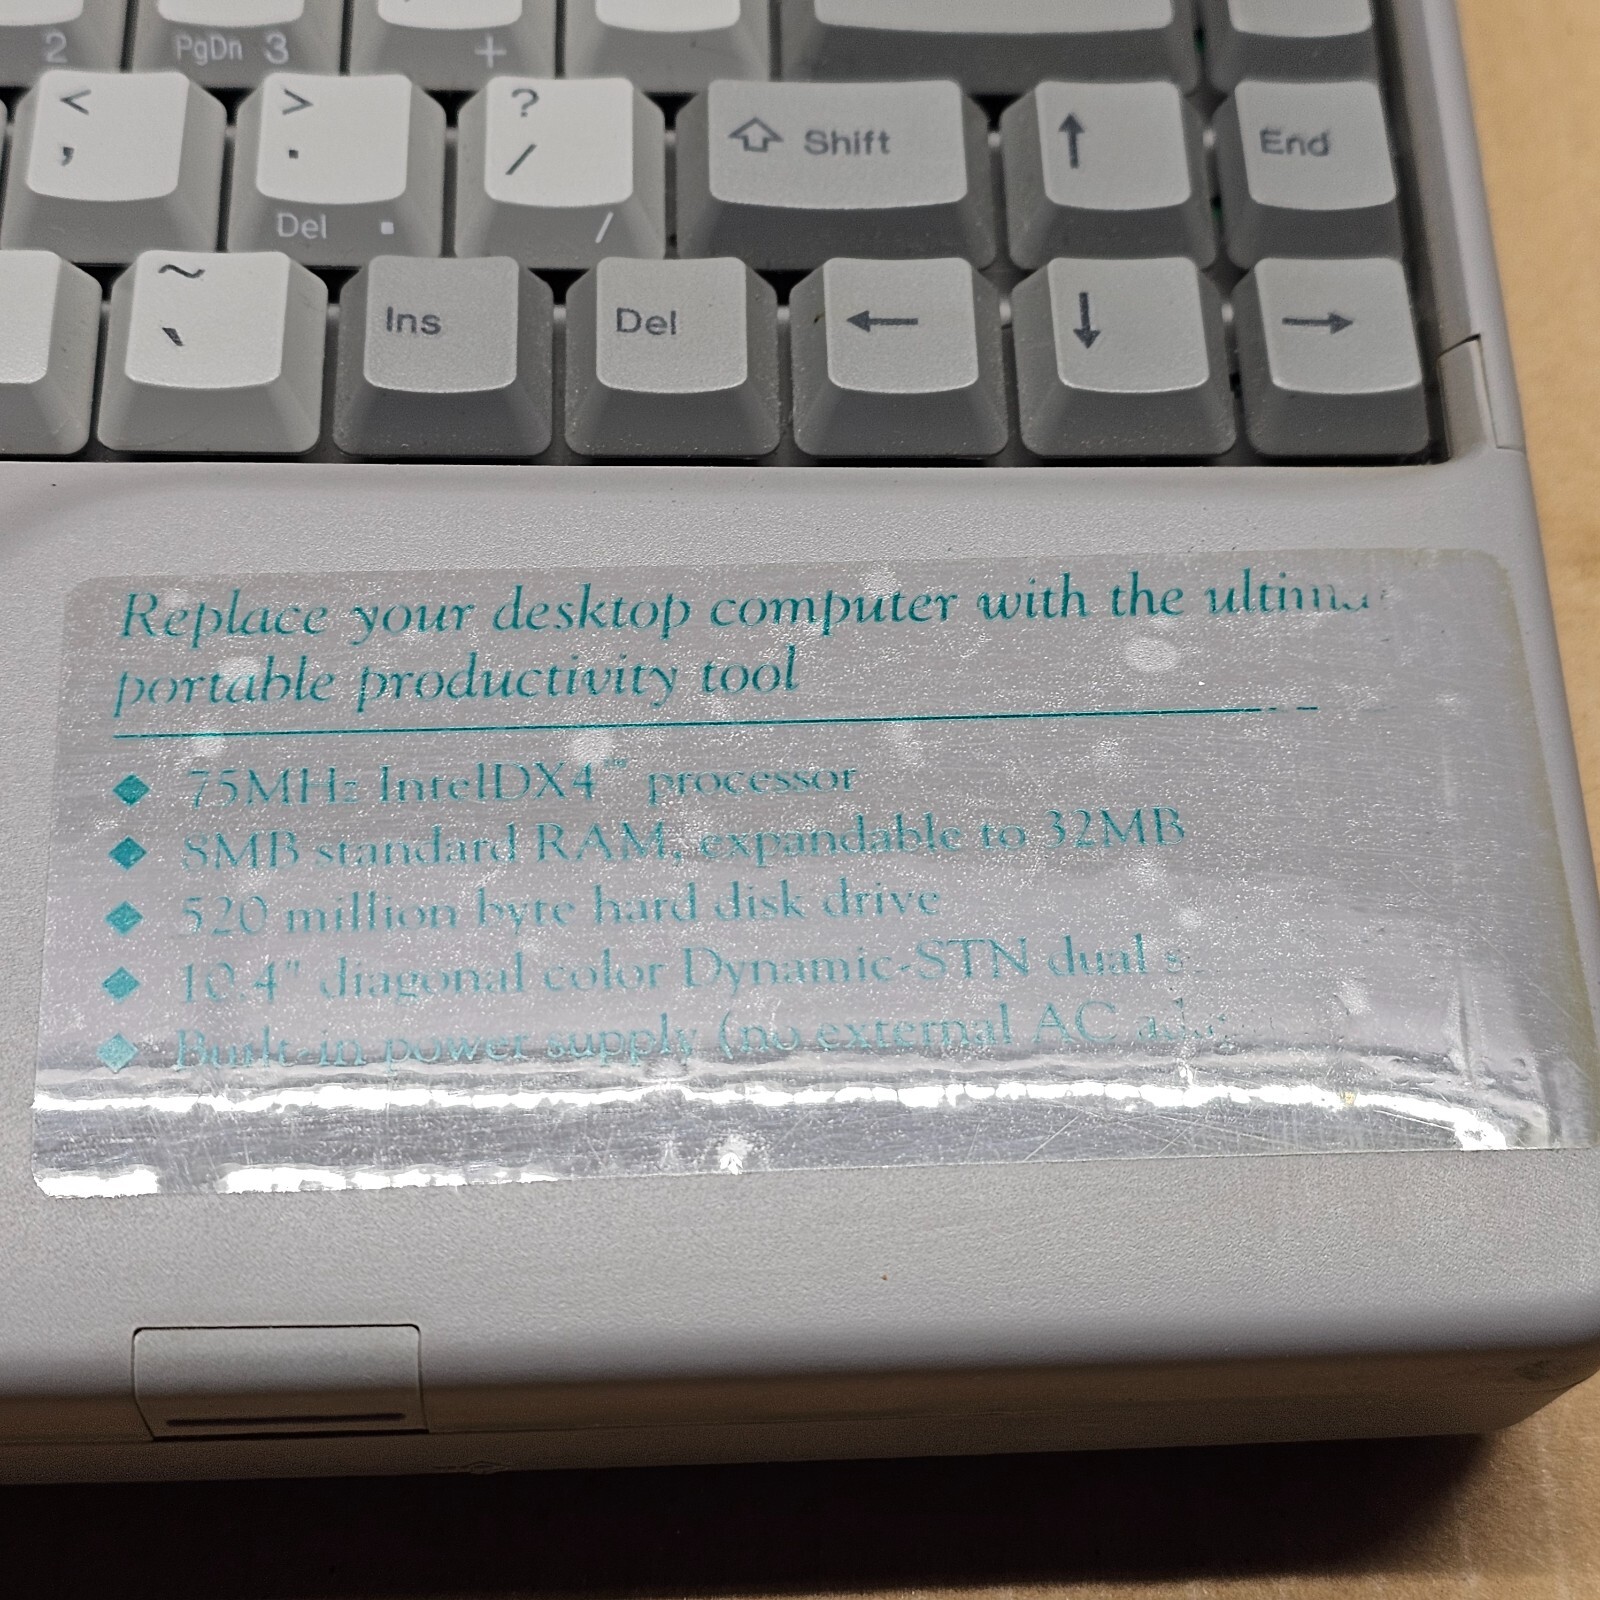 2 PgDn 3 +
< > ? ⇧ Shift ↑ End
, . /
Del . /
~ Ins Del ← ↓ →
`
Replace your desktop computer with the
portable productivity tool
◆ 75MHz IntelDX4™ processor
◆ 8MB standard RAM, expandable to 32MB
◆ 520 million byte hard disk drive
◆ 10.4" diagonal color Dynamic-STN dual
◆ Built-in power supply (no external AC